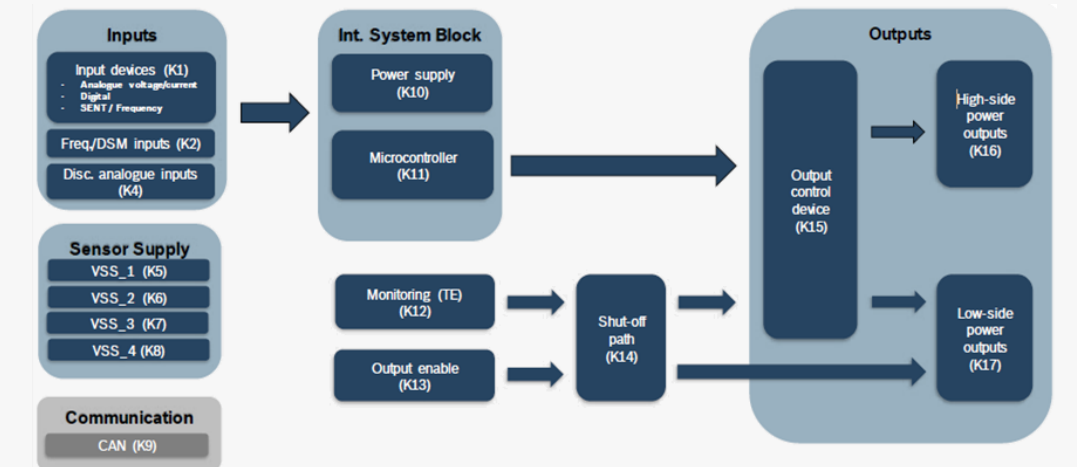 Inputs
Input devices (K1)
- Analogue voltage/current
- Digital
- SENT / Frequency
Freq./DSM inputs (K2)
Disc. analogue inputs
(K4)
Sensor Supply
VSS_1 (K5)
VSS_2 (K6)
VSS_3 (K7)
VSS_4 (K8)
Communication
CAN (K9)
Int. System Block
Power supply
(K10)
Microcontroller
(K11)
Monitoring (TE)
(K12)
Output enable
(K13)
Shut-off
path
(K14)
Outputs
Output
control
device
(K15)
High-side
power
outputs
(K16)
Low-side
power
outputs
(K17)